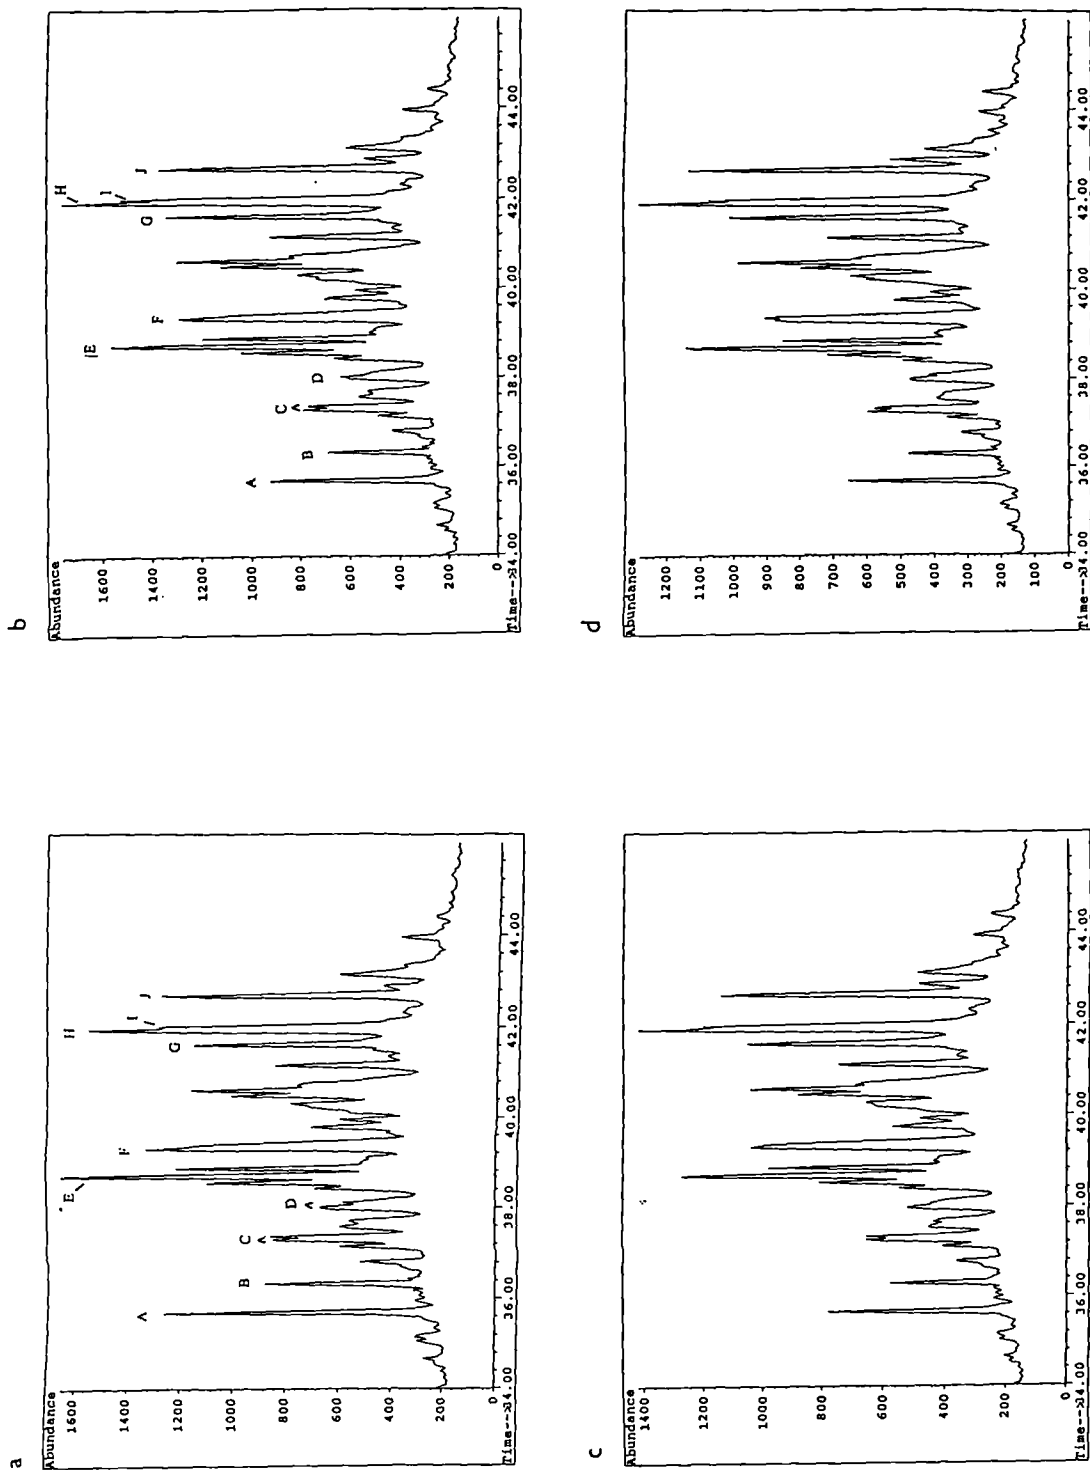 a
Abundance
1600
1400
1200
1000
800
600
400
200
0
Time-->34.00
36.00
38.00
40.00
42.00
44.00
A
B
C
^
D
^
E
F
G
H
I
J
b
Abundance
1600
1400
1200
1000
800
600
400
200
0
Time-->34.00
36.00
38.00
40.00
42.00
44.00
A
B
C
^
D
E
F
G
H
I
J
c
Abundance
1400
1200
1000
800
600
400
200
0
Time-->34.00
36.00
38.00
40.00
42.00
44.00
d
Abundance
1200
1100
1000
900
800
700
600
500
400
300
200
100
0
Time-->34.00
36.00
38.00
40.00
42.00
44.00